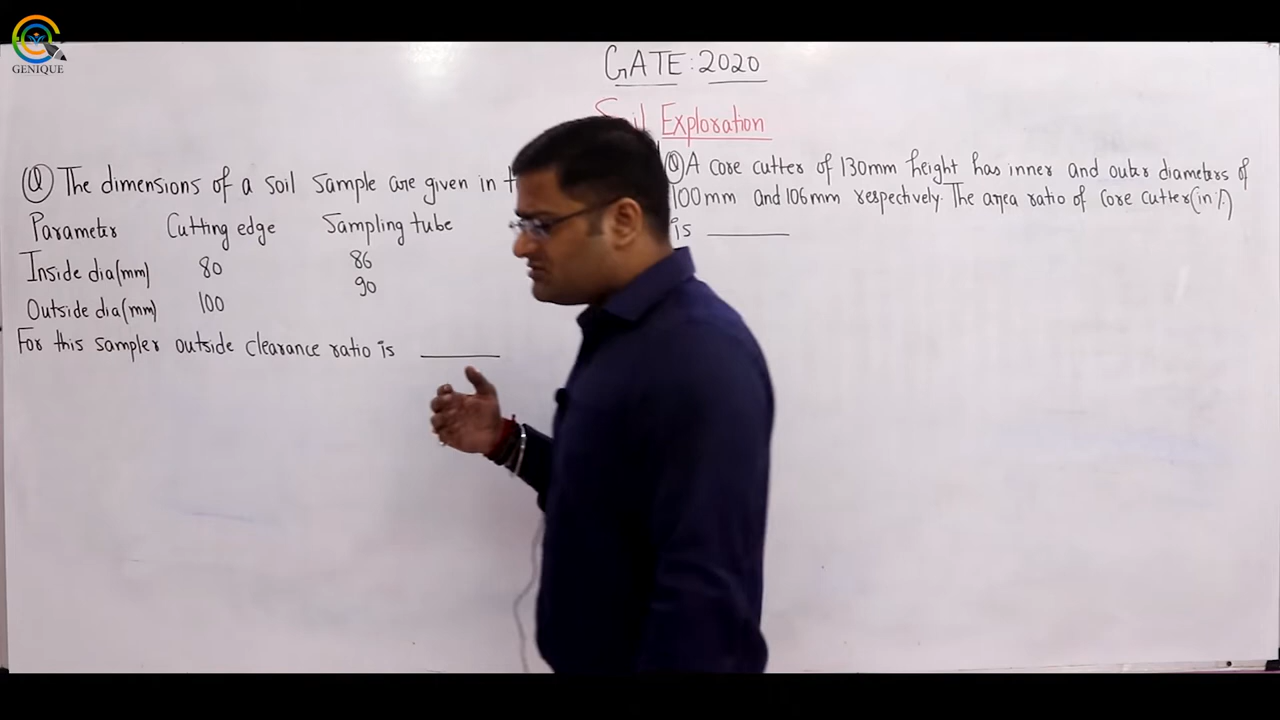 GENIQUE
GATE: 2020
Exploration
Q The dimensions of a soil sample are given in
Parameter Cutting edge Sampling tube
Inside dia(mm) 80 86
Outside dia(mm) 100 90
For this sampler outside clearance ratio is ______
Q A core cutter of 130mm height has inner and outer diameters of
100mm and 106mm respectively. The area ratio of core cutter(in %)
is ______